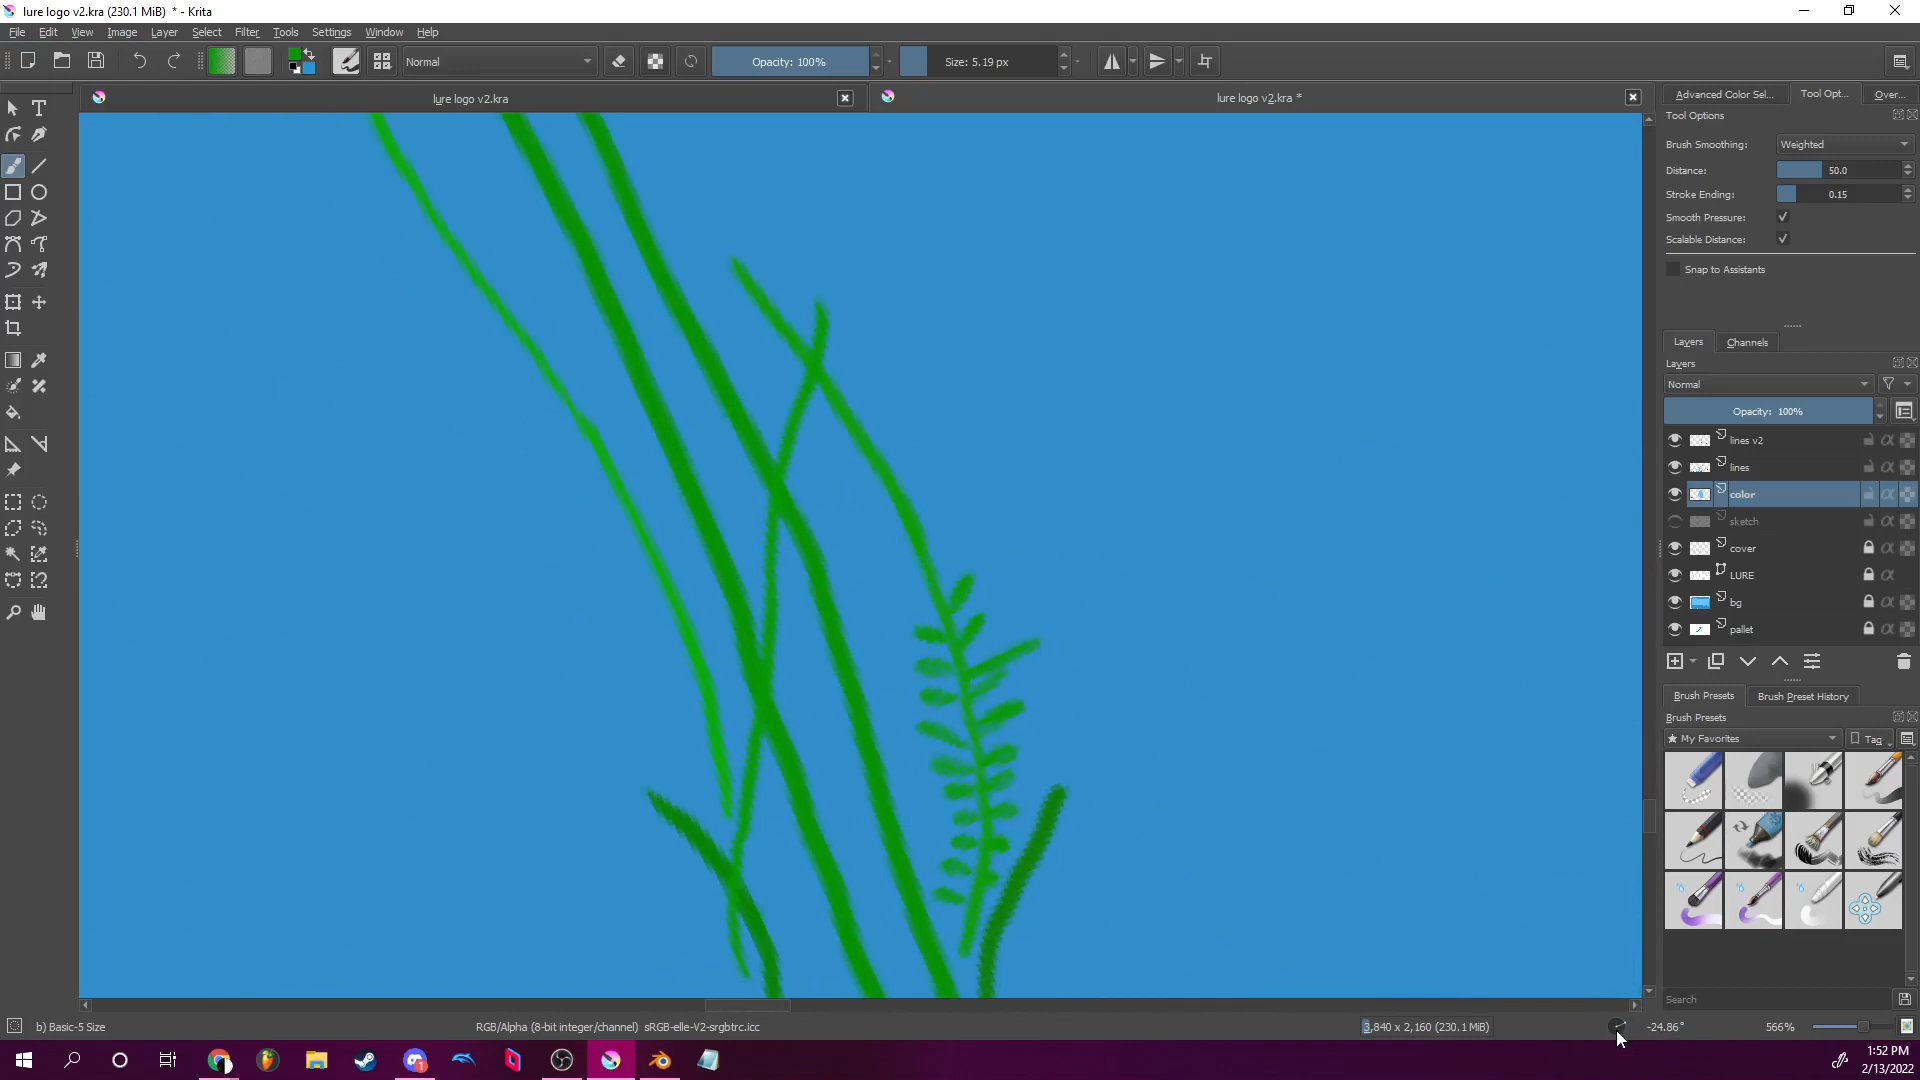 lure logo v2.kra (230.1 MiB) * - Krita
File Edit View Image Layer Select Filter Tools Settings Window Help
Normal Opacity: 100% Size: 5.19 px
lure logo v2.kra lure logo v2.kra * Advanced Color Sel... Tool Opt... Over...
Tool Options
Brush Smoothing: Weighted
Distance: 50.0
Stroke Ending: 0.15
Smooth Pressure:
Scalable Distance:
Snap to Assistants
Layers Channels
Layers
Normal
Opacity: 100%
lines v2
lines
color
sketch
cover
LURE
bg
pallet
Brush Presets Brush Preset History
Brush Presets
★ My Favorites Tag
Search
b) Basic-5 Size RGB/Alpha (8-bit integer/channel) sRGB-elle-V2-srgbtrc.icc 3,840 x 2,160 (230.1 MiB) -24.86° 566%
1:52 PM
2/13/2022